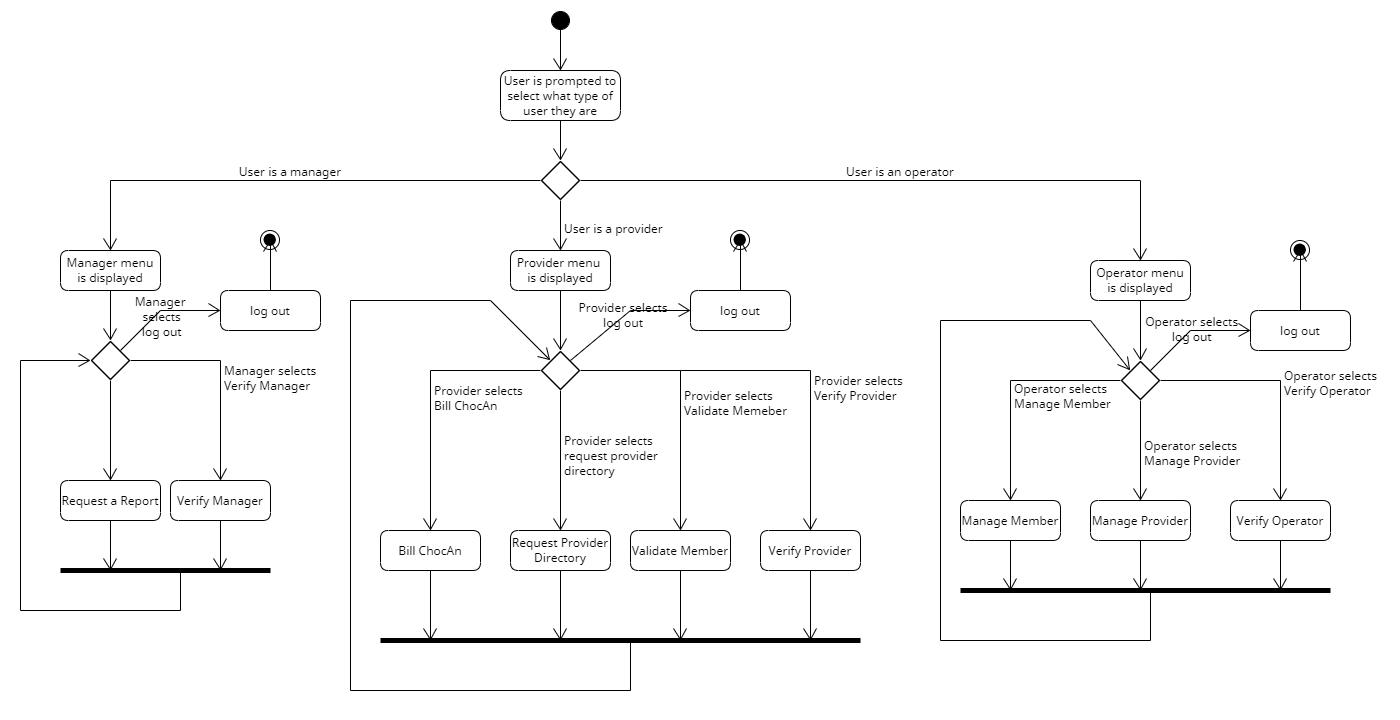 User is prompted to
select what type of
user they are
User is a manager
User is an operator
User is a provider
Manager menu
is displayed
Provider menu
is displayed
Operator menu
is displayed
Manager
selects
log out
log out
Provider selects
log out
log out
Operator selects
log out
log out
Manager selects
Verify Manager
Provider selects
Bill ChocAn
Provider selects
request provider
directory
Provider selects
Validate Memeber
Provider selects
Verify Provider
Operator selects
Manage Member
Operator selects
Manage Provider
Operator selects
Verify Operator
Request a Report
Verify Manager
Bill ChocAn
Request Provider
Directory
Validate Member
Verify Provider
Manage Member
Manage Provider
Verify Operator